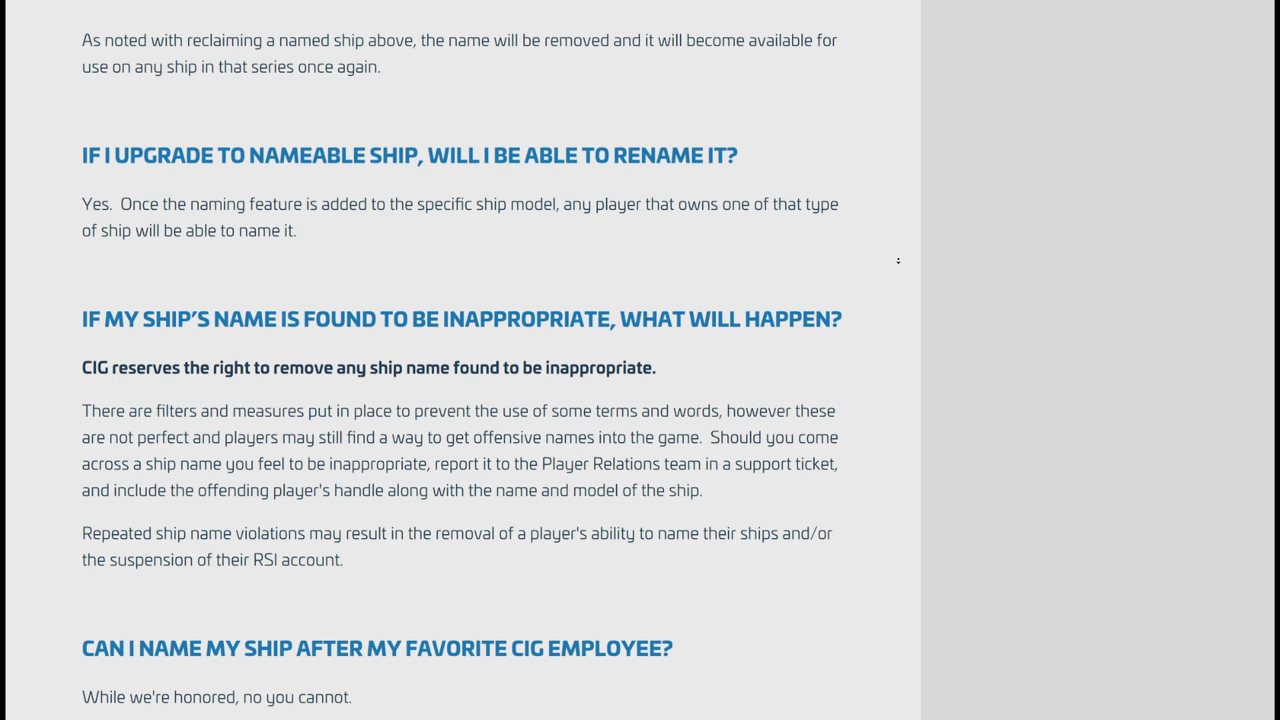 As noted with reclaiming a named ship above, the name will be removed and it will become available for
use on any ship in that series once again.
IF I UPGRADE TO NAMEABLE SHIP, WILL I BE ABLE TO RENAME IT?
Yes.  Once the naming feature is added to the specific ship model, any player that owns one of that type
of ship will be able to name it.
IF MY SHIP’S NAME IS FOUND TO BE INAPPROPRIATE, WHAT WILL HAPPEN?
CIG reserves the right to remove any ship name found to be inappropriate.
There are filters and measures put in place to prevent the use of some terms and words, however these
are not perfect and players may still find a way to get offensive names into the game.  Should you come
across a ship name you feel to be inappropriate, report it to the Player Relations team in a support ticket,
and include the offending player's handle along with the name and model of the ship.
Repeated ship name violations may result in the removal of a player's ability to name their ships and/or
the suspension of their RSI account.
CAN I NAME MY SHIP AFTER MY FAVORITE CIG EMPLOYEE?
While we're honored, no you cannot.